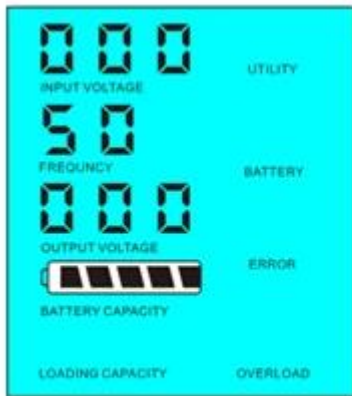 000
INPUT VOLTAGE
UTILITY
50
FREQUNCY
BATTERY
000
OUTPUT VOLTAGE
ERROR
BATTERY CAPACITY
LOADING CAPACITY
OVERLOAD